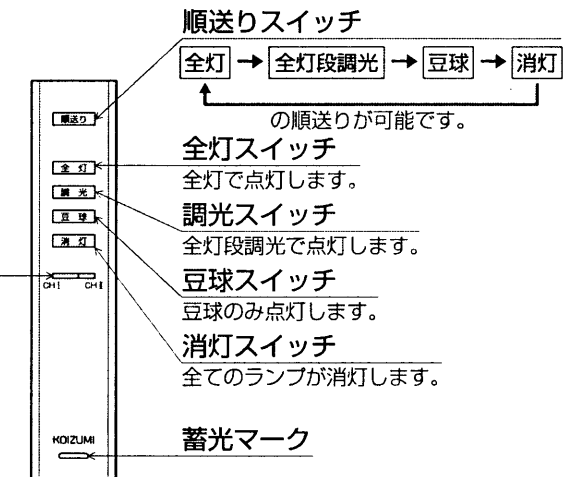 順送りスイッチ
全灯 → 全灯段調光 → 豆球 → 消灯
の順送りが可能です。
順送り
全灯スイッチ
全灯で点灯します。
全 灯
調光スイッチ
全灯段調光で点灯します。
調 光
豆球スイッチ
豆球のみ点灯します。
豆 球
消灯スイッチ
全てのランプが消灯します。
消 灯
CH I CH II
蓄光マーク
KOIZUMI